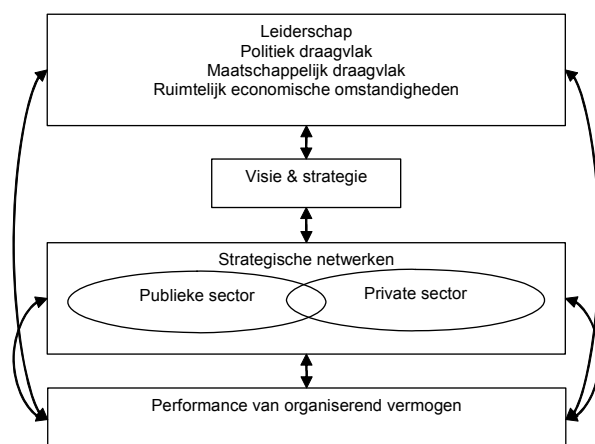 Leiderschap
Politiek draagvlak
Maatschappelijk draagvlak
Ruimtelijk economische omstandigheden
Visie & strategie
Strategische netwerken
Publieke sector
Private sector
Performance van organiserend vermogen